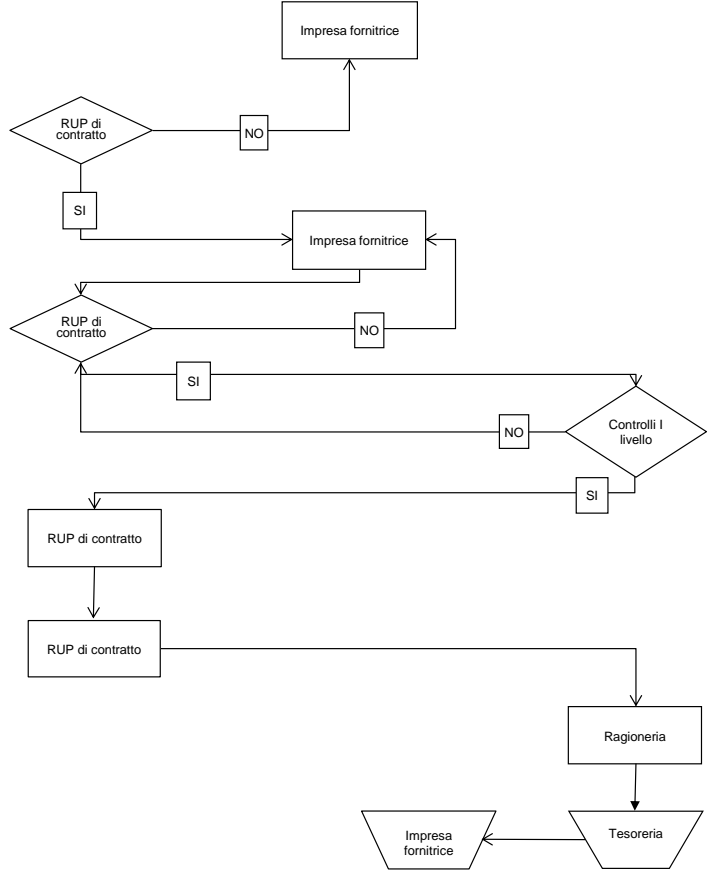 Impresa fornitrice
RUP di
contratto
NO
SI
Impresa fornitrice
RUP di
contratto
NO
SI
Controlli I
livello
NO
SI
RUP di contratto
RUP di contratto
Ragioneria
Impresa
fornitrice
Tesoreria